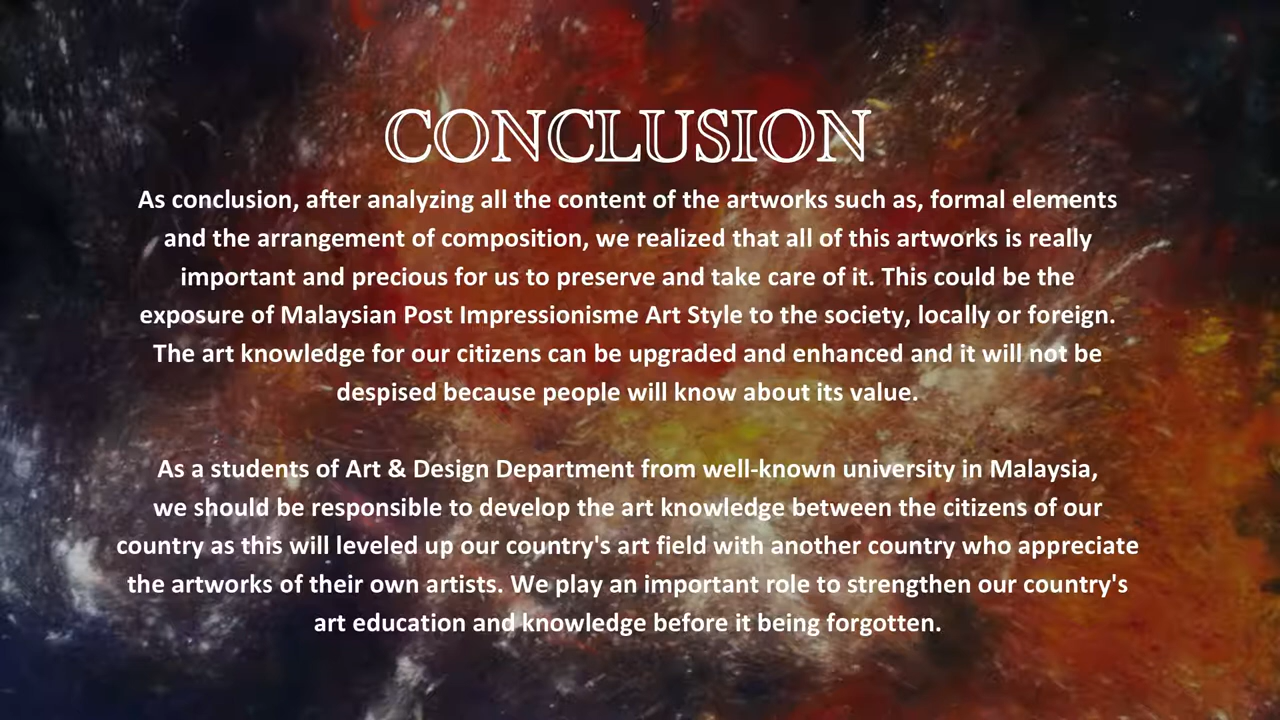 CONCLUSION
As conclusion, after analyzing all the content of the artworks such as, formal elements
and the arrangement of composition, we realized that all of this artworks is really
important and precious for us to preserve and take care of it. This could be the
exposure of Malaysian Post Impressionisme Art Style to the society, locally or foreign.
The art knowledge for our citizens can be upgraded and enhanced and it will not be
despised because people will know about its value.
As a students of Art & Design Department from well-known university in Malaysia,
we should be responsible to develop the art knowledge between the citizens of our
country as this will leveled up our country's art field with another country who appreciate
the artworks of their own artists. We play an important role to strengthen our country's
art education and knowledge before it being forgotten.